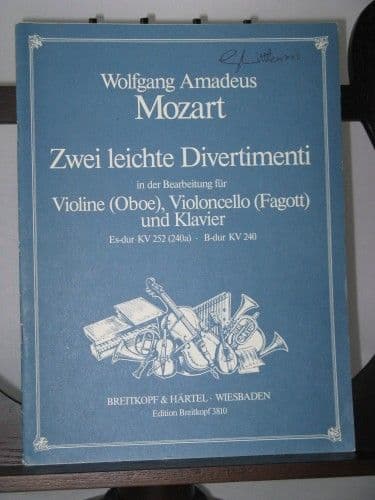 Wolfgang Amadeus
Mozart
Zwei leichte Divertimenti
in der Bearbeitung für
Violine (Oboe), Violoncello (Fagott)
und Klavier
Es-dur KV 252 (240a) · B-dur KV 240
BREITKOPF & HÄRTEL · WIESBADEN
Edition Breitkopf 3810